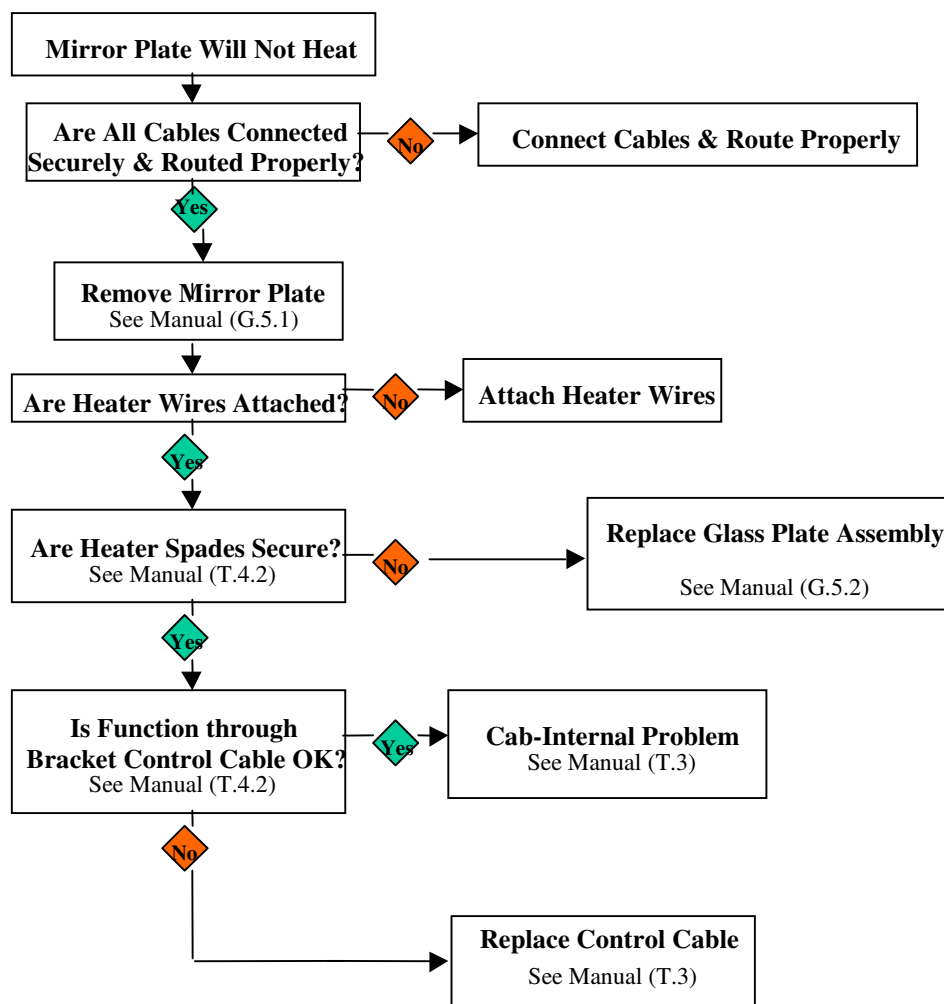 Mirror Plate Will Not Heat
Are All Cables Connected
Securely & Routed Properly?
No
Connect Cables & Route Properly
Yes
Remove Mirror Plate
See Manual (G.5.1)
Are Heater Wires Attached?
No
Attach Heater Wires
Yes
Are Heater Spades Secure?
See Manual (T.4.2)
No
Replace Glass Plate Assembly
See Manual (G.5.2)
Yes
Is Function through
Bracket Control Cable OK?
See Manual (T.4.2)
Yes
Cab-Internal Problem
See Manual (T.3)
No
Replace Control Cable
See Manual (T.3)